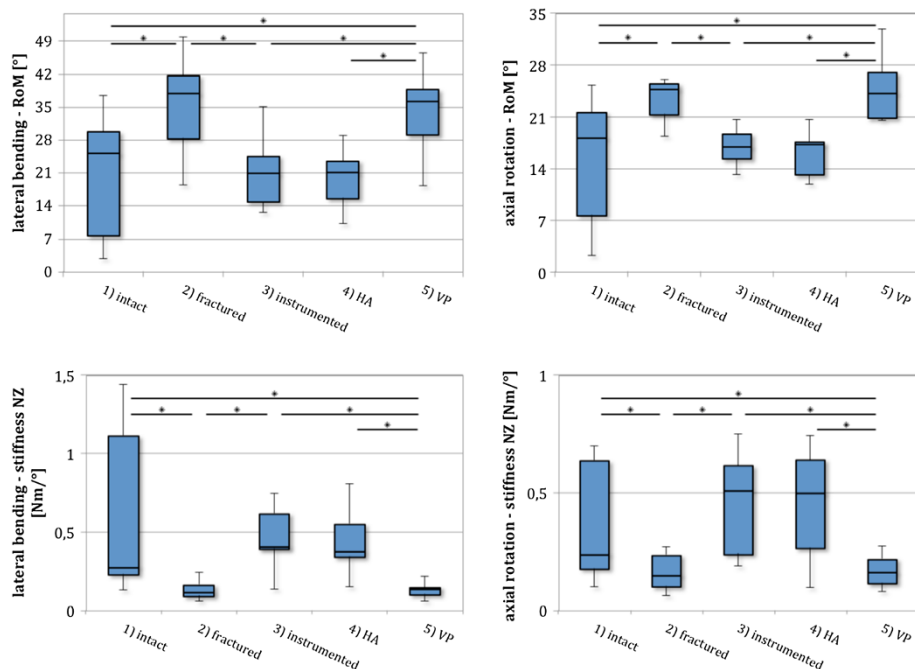 lateral bending - RoM [°]
49
42
35
28
21
14
7
0
* * * * *
1) intact
2) fractured
3) instrumented
4) HA
5) VP
axial rotation - RoM [°]
35
28
21
14
7
0
* * * * *
1) intact
2) fractured
3) instrumented
4) HA
5) VP
lateral bending - stiffness NZ
[Nm/°]
1,5
1
0,5
0
* * * * *
1) intact
2) fractured
3) instrumented
4) HA
5) VP
axial rotation - stiffness NZ [Nm/°]
1
0,5
0
* * * * *
1) intact
2) fractured
3) instrumented
4) HA
5) VP